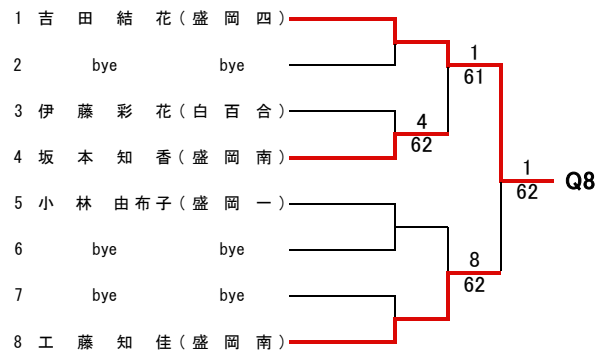 1 吉田結花(盛岡四)
2 bye bye
1
61
3 伊藤彩花(白百合)
4
62
4 坂本知香(盛岡南)
1
62
Q8
5 小林由布子(盛岡一)
6 bye bye
8
62
7 bye bye
8 工藤知佳(盛岡南)